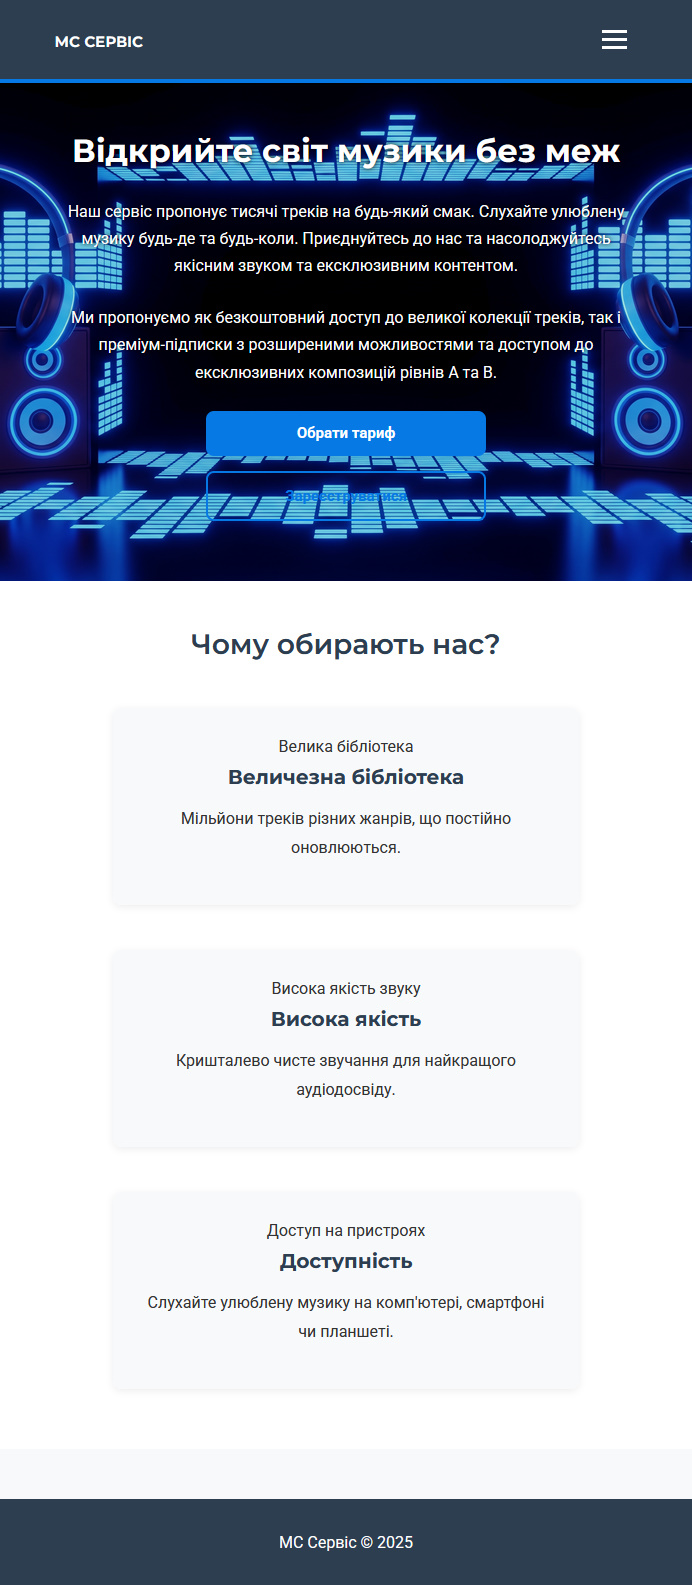 МС СЕРВІС
Відкрийте світ музики без меж
Наш сервіс пропонує тисячі треків на будь-який смак. Слухайте улюблену
музику будь-де та будь-коли. Приєднуйтесь до нас та насолоджуйтесь
якісним звуком та ексклюзивним контентом.
Ми пропонуємо як безкоштовний доступ до великої колекції треків, так і
преміум-підписки з розширеними можливостями та доступом до
ексклюзивних композицій рівнів А та В.
Обрати тариф
Зареєструватися
Чому обирають нас?
Велика бібліотека
Величезна бібліотека
Мільйони треків різних жанрів, що постійно
оновлюються.
Висока якість звуку
Висока якість
Кришталево чисте звучання для найкращого
аудіодосвіду.
Доступ на пристроях
Доступність
Слухайте улюблену музику на комп'ютері, смартфоні
чи планшеті.
МС Сервіс © 2025